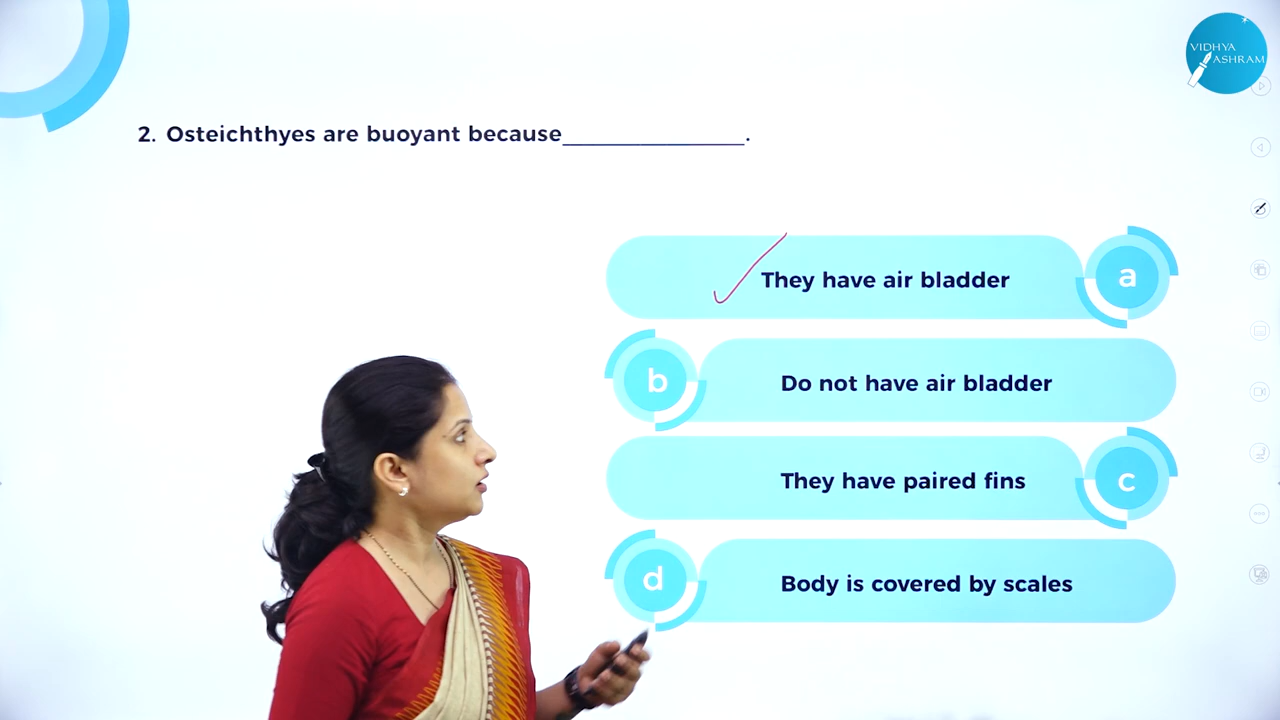 VIDHYA
ASHRAM
2. Osteichthyes are buoyant because______________.
They have air bladder
a
b
Do not have air bladder
They have paired fins
c
d
Body is covered by scales